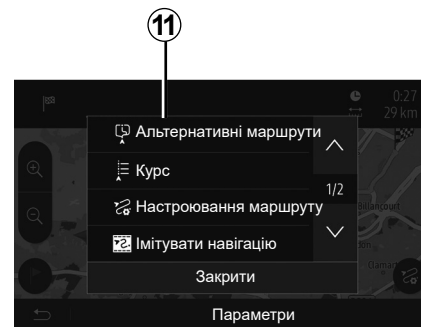 11
0:27
29 km
Альтернативні маршрути
Курс
1/2
Настроювання маршруту
Імітувати навігацію
Закрити
Параметри